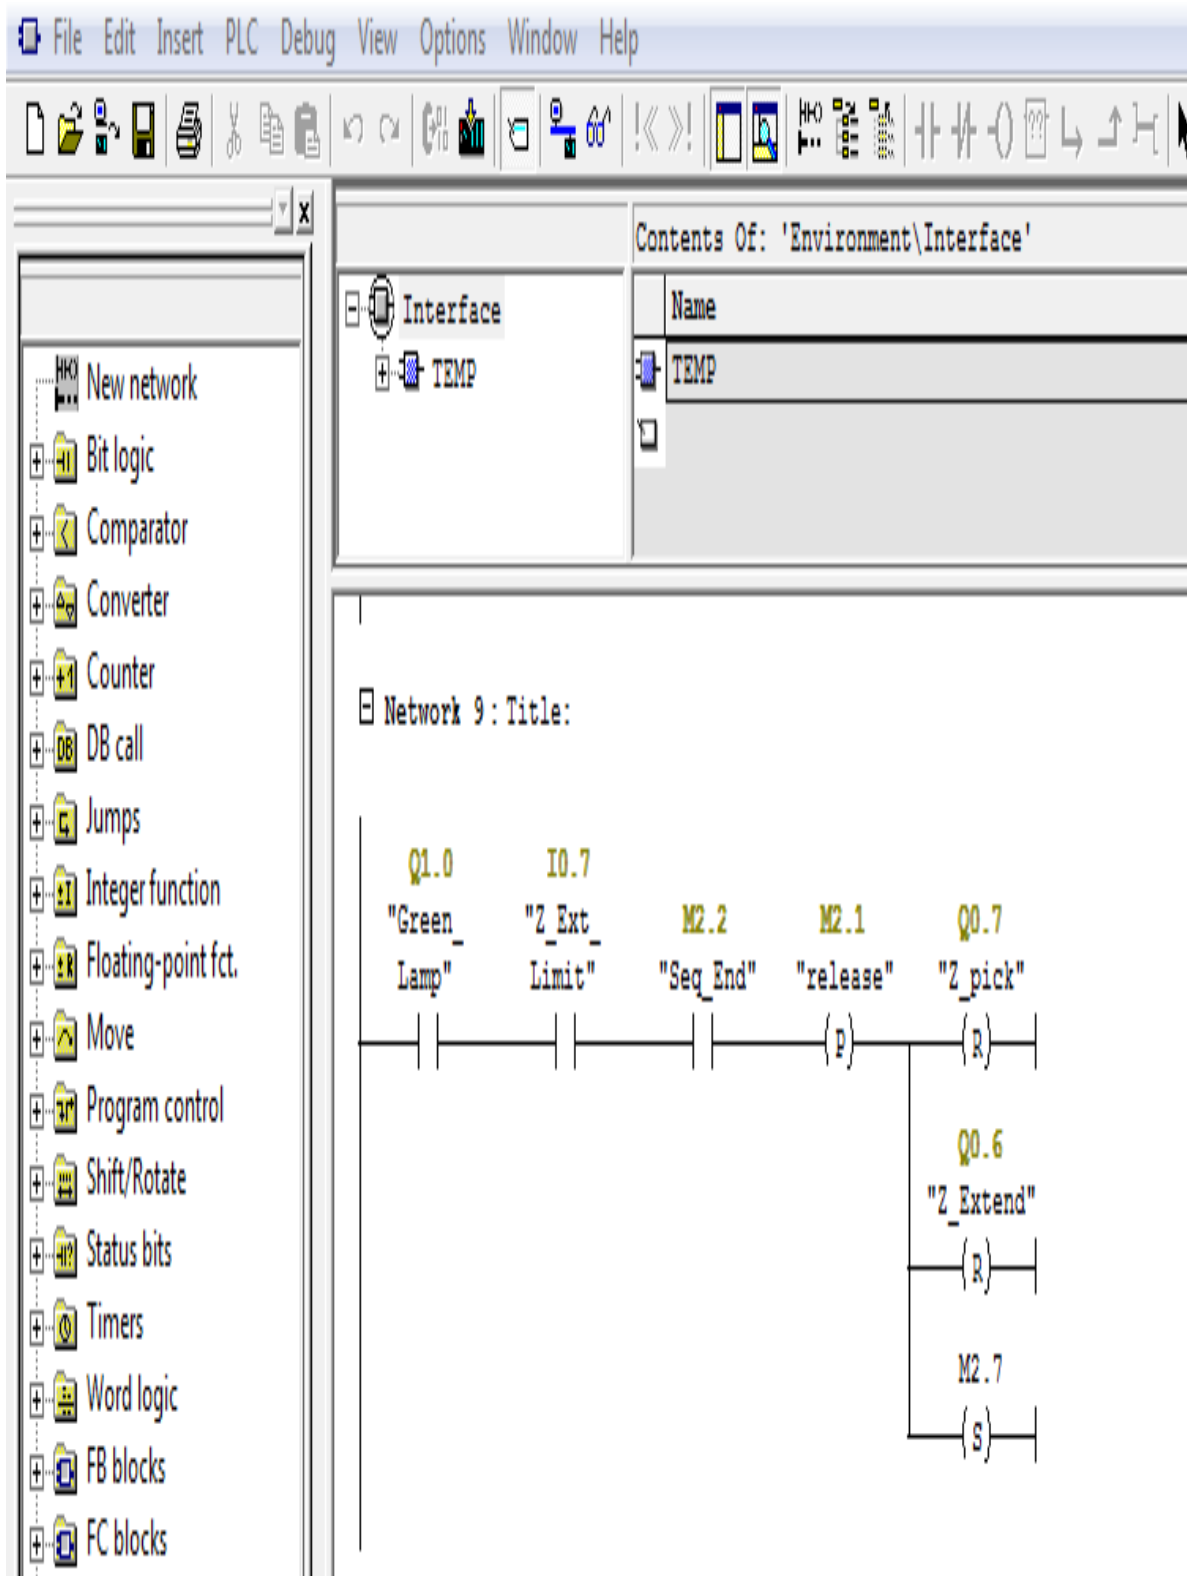 File Edit Insert PLC Debug View Options Window Help
Contents Of: 'Environment\Interface'
Interface
TEMP
Name
TEMP
New network
Bit logic
Comparator
Converter
Counter
DB call
Jumps
Integer function
Floating-point fct.
Move
Program control
Shift/Rotate
Status bits
Timers
Word logic
FB blocks
FC blocks
Network 9 : Title:
Q1.0
"Green_
Lamp"
I0.7
"Z_Ext_
Limit"
M2.2
"Seq_End"
M2.1
"release"
P
Q0.7
"Z_pick"
R
Q0.6
"Z_Extend"
R
M2.7
S